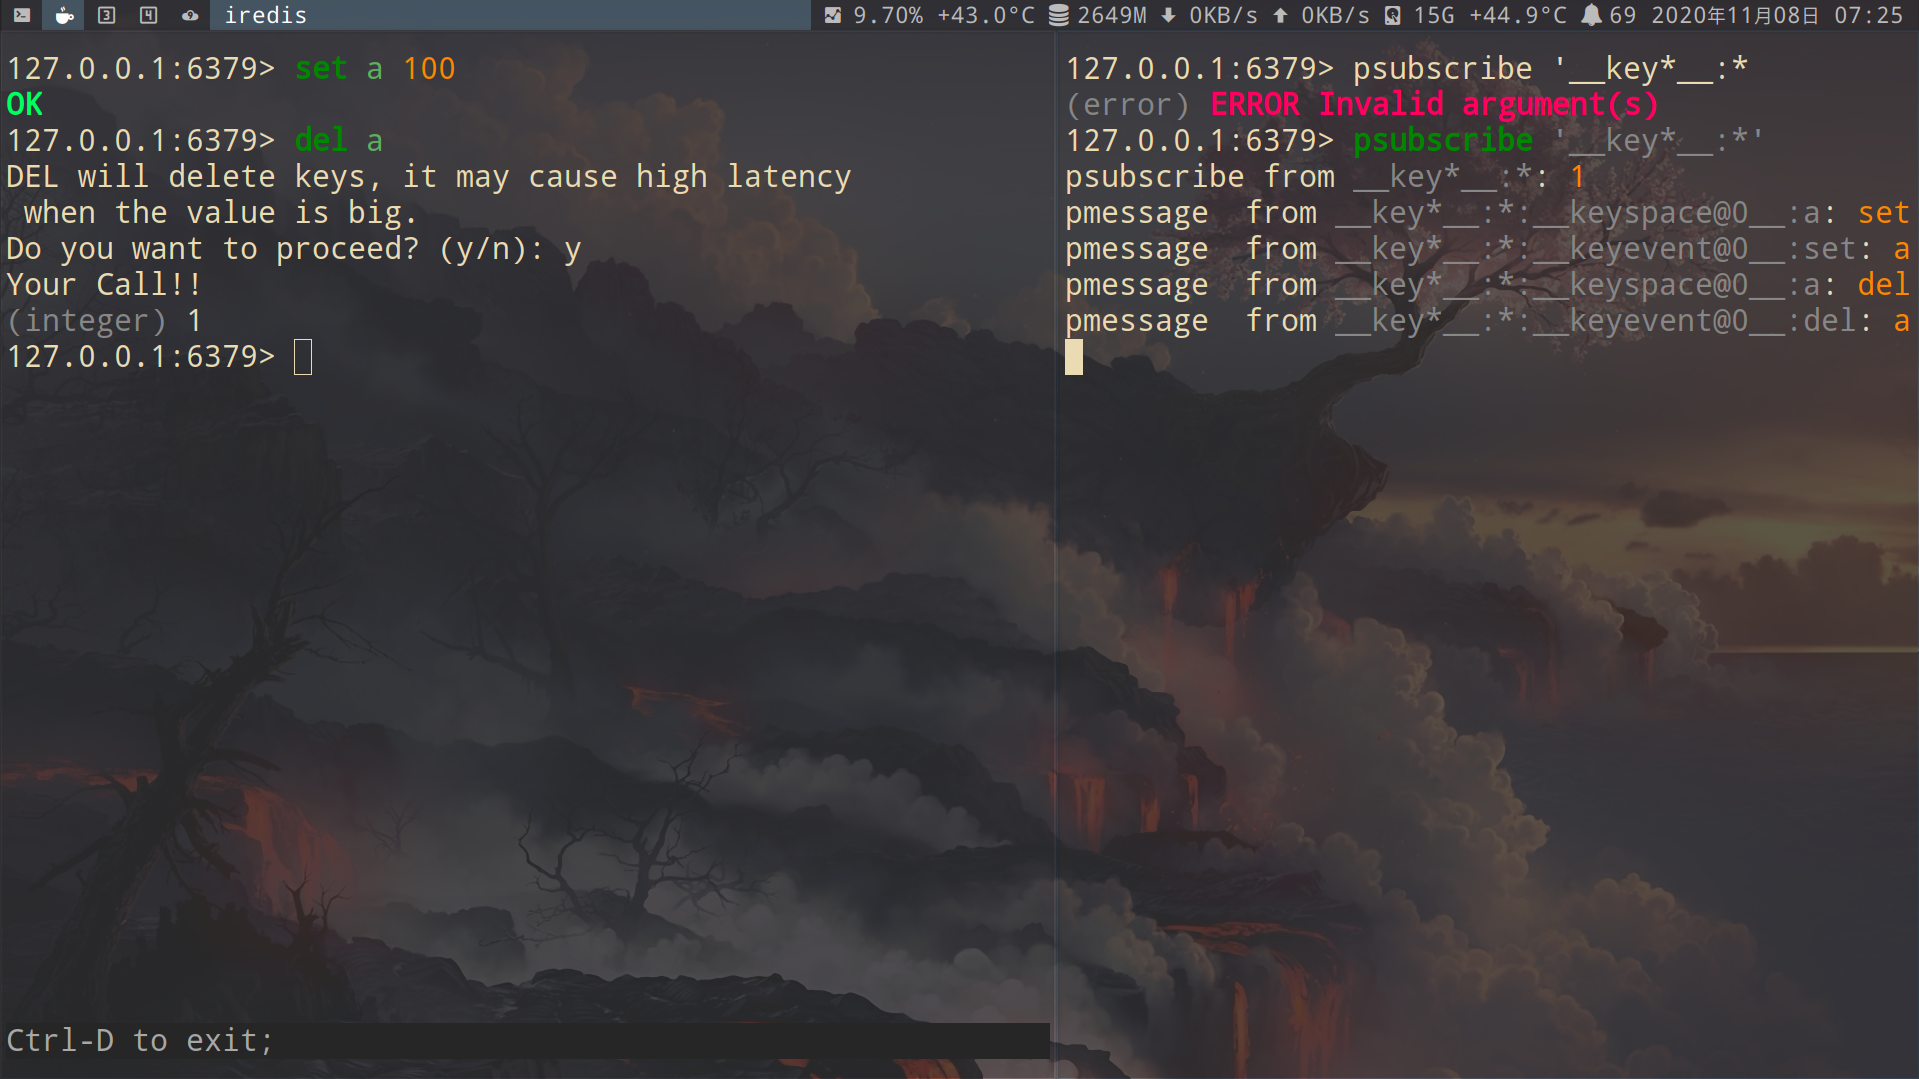 3 4 iredis 9.70% +43.0°C 2649M 0KB/s 0KB/s 15G +44.9°C 69 2020年11月08日 07:25
127.0.0.1:6379> set a 100
OK
127.0.0.1:6379> del a
DEL will delete keys, it may cause high latency
when the value is big.
Do you want to proceed? (y/n): y
Your Call!!
(integer) 1
127.0.0.1:6379>
Ctrl-D to exit;
127.0.0.1:6379> psubscribe '__key*__:*
(error) ERROR Invalid argument(s)
127.0.0.1:6379> psubscribe '__key*__:*'
psubscribe from __key*__:*: 1
pmessage  from __key*__:*:__keyspace@0__:a: set
pmessage  from __key*__:*:__keyevent@0__:set: a
pmessage  from __key*__:*:__keyspace@0__:a: del
pmessage  from __key*__:*:__keyevent@0__:del: a